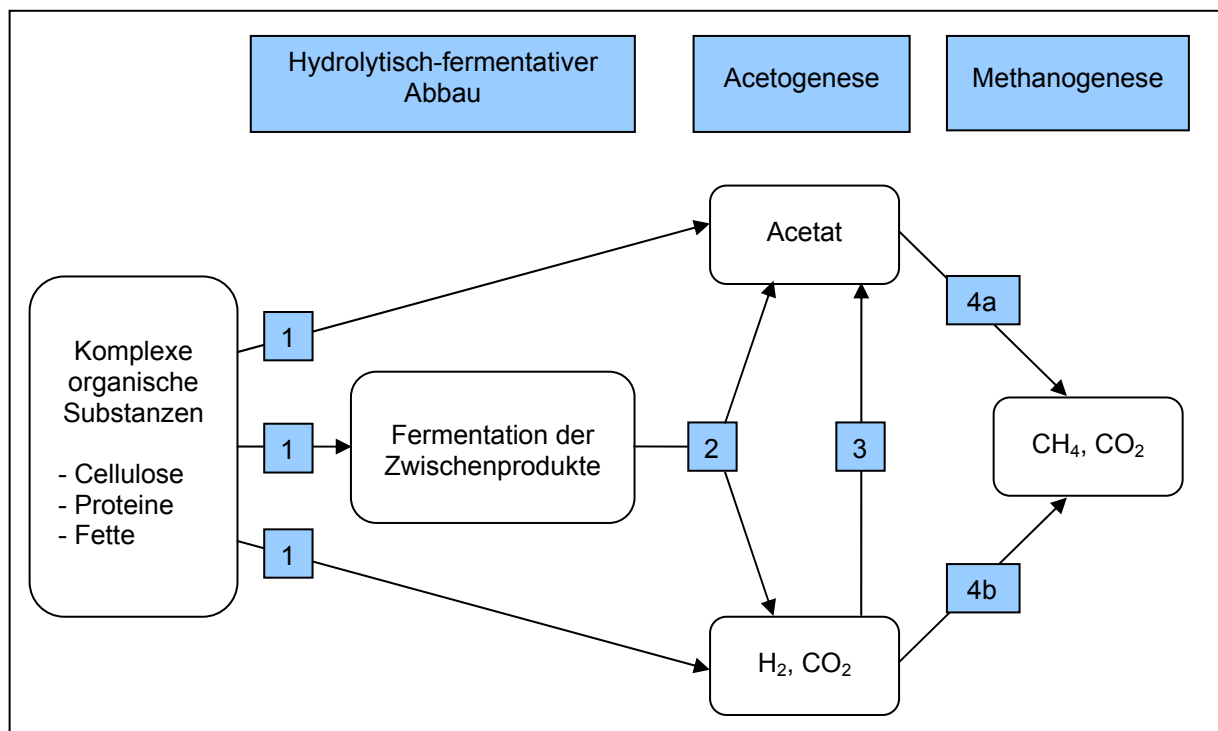 Hydrolytisch-fermentativer
Abbau
Acetogenese
Methanogenese
Acetat
4a
1
Komplexe
organische
Substanzen
- Cellulose
- Proteine
- Fette
1
Fermentation der
Zwischenprodukte
2
3
CH₄, CO₂
1
4b
H₂, CO₂